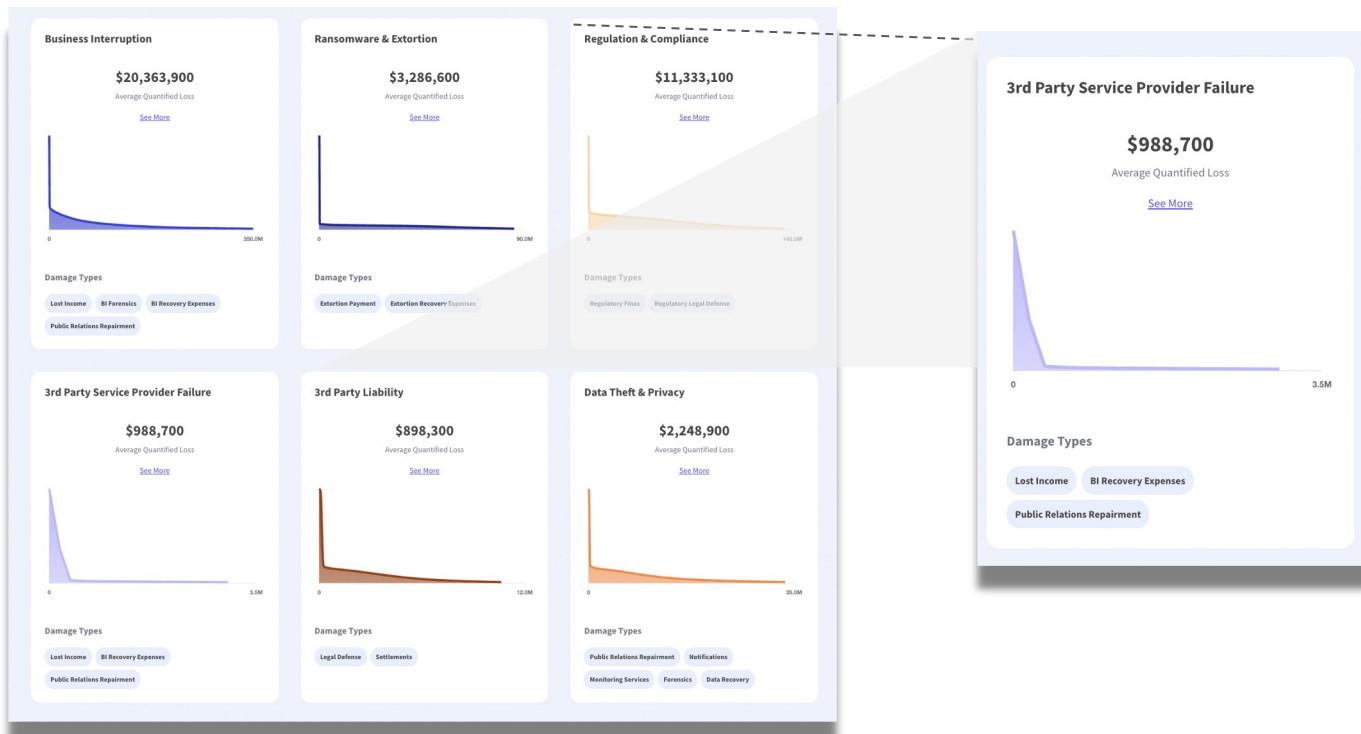 Business Interruption
$20,363,900
Average Quantified Loss
See More
0 350.0M
Damage Types
Lost Income BI Forensics BI Recovery Expenses
Public Relations Repairment
Ransomware & Extortion
$3,286,600
Average Quantified Loss
See More
0 90.0M
Damage Types
Extortion Payment Extortion Recovery Expenses
Regulation & Compliance
$11,333,100
Average Quantified Loss
See More
0 140.0M
Damage Types
Regulatory Fines Regulatory Legal Defense
3rd Party Service Provider Failure
$988,700
Average Quantified Loss
See More
0 3.5M
Damage Types
Lost Income BI Recovery Expenses
Public Relations Repairment
3rd Party Liability
$898,300
Average Quantified Loss
See More
0 12.0M
Damage Types
Legal Defense Settlements
Data Theft & Privacy
$2,248,900
Average Quantified Loss
See More
0 35.0M
Damage Types
Public Relations Repairment Notifications
Monitoring Services Forensics Data Recovery
3rd Party Service Provider Failure
$988,700
Average Quantified Loss
See More
0 3.5M
Damage Types
Lost Income BI Recovery Expenses
Public Relations Repairment